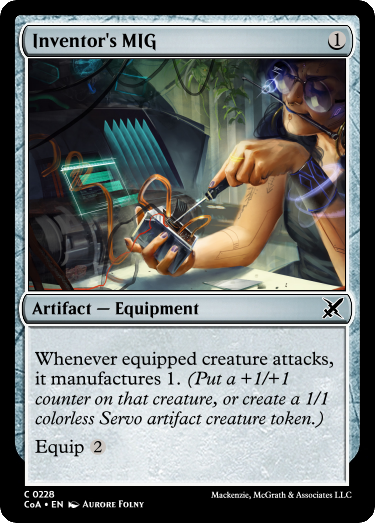 Inventor's MIG 1
Artifact — Equipment
Whenever equipped creature attacks,
it manufactures 1. (Put a +1/+1
counter on that creature, or create a 1/1
colorless Servo artifact creature token.)
Equip 2
C 0228
CoA • EN Aurore Folny
Mackenzie, McGrath & Associates LLC